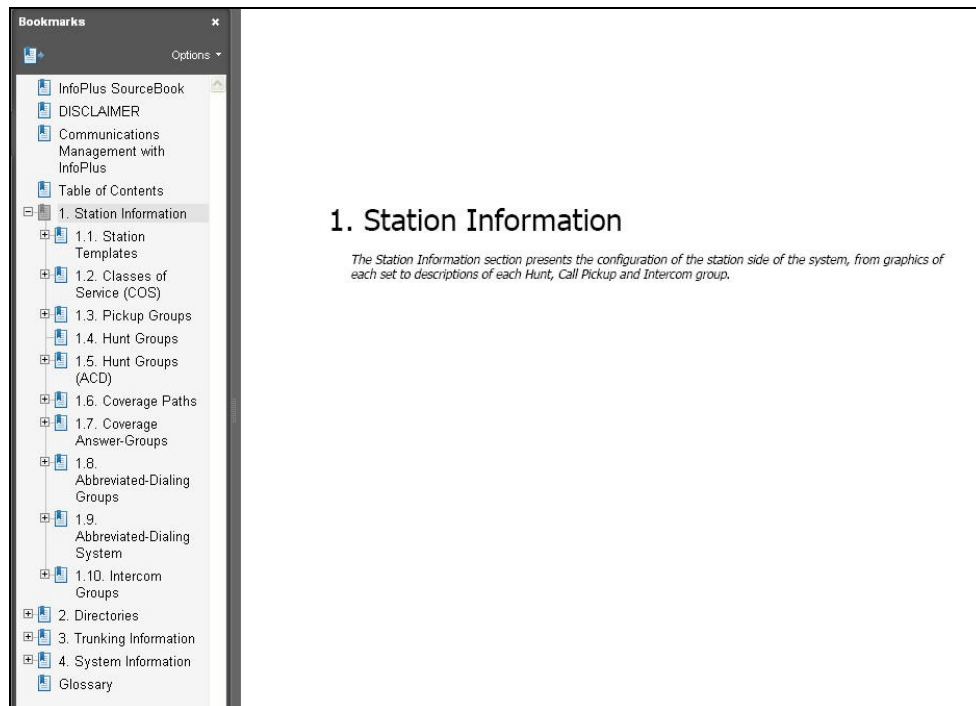 Bookmarks x
Options
InfoPlus SourceBook
DISCLAIMER
Communications
Management with
InfoPlus
Table of Contents
1. Station Information
1.1. Station
Templates
1.2. Classes of
Service (COS)
1.3. Pickup Groups
1.4. Hunt Groups
1.5. Hunt Groups
(ACD)
1.6. Coverage Paths
1.7. Coverage
Answer-Groups
1.8.
Abbreviated-Dialing
Groups
1.9.
Abbreviated-Dialing
System
1.10. Intercom
Groups
2. Directories
3. Trunking Information
4. System Information
Glossary
1. Station Information
The Station Information section presents the configuration of the station side of the system, from graphics of
each set to descriptions of each Hunt, Call Pickup and Intercom group.